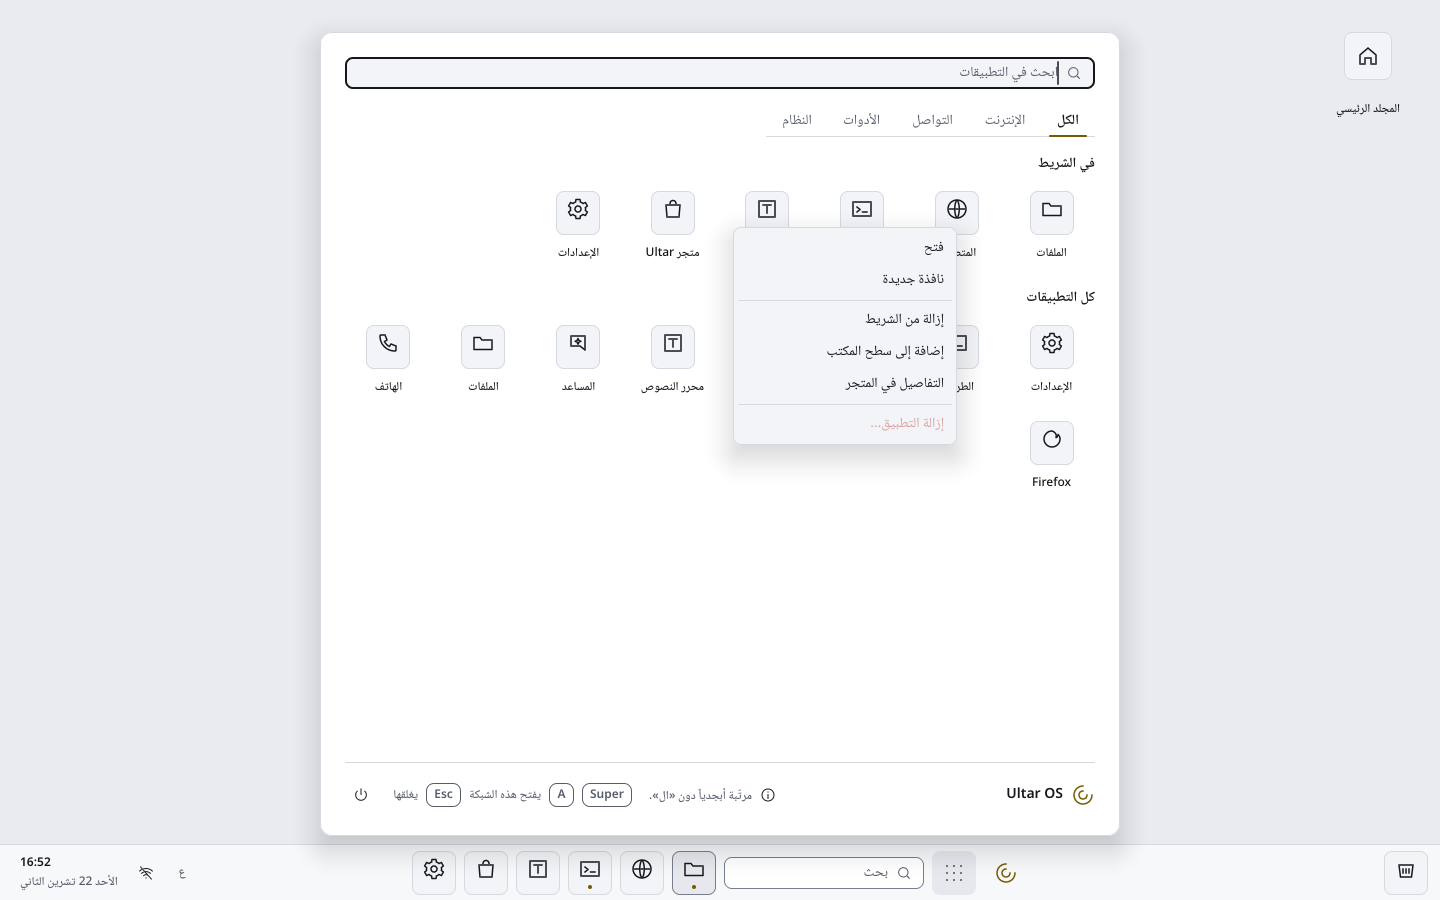 المجلد الرئيسي
ابحث في التطبيقات
الكل
الإنترنت
التواصل
الأدوات
النظام
في الشريط
الملفات
متجر Ultar
الإعدادات
فتح
نافذة جديدة
إزالة من الشريط
إضافة إلى سطح المكتب
التفاصيل في المتجر
إزالة التطبيق...
كل التطبيقات
الإعدادات
محرر النصوص
المساعد
الملفات
الهاتف
Firefox
Ultar OS
مرتّبة أبجدياً دون «ال».
Super A يفتح هذه الشبكة Esc يغلقها
بحث
ع
16:52
الأحد 22 تشرين الثاني